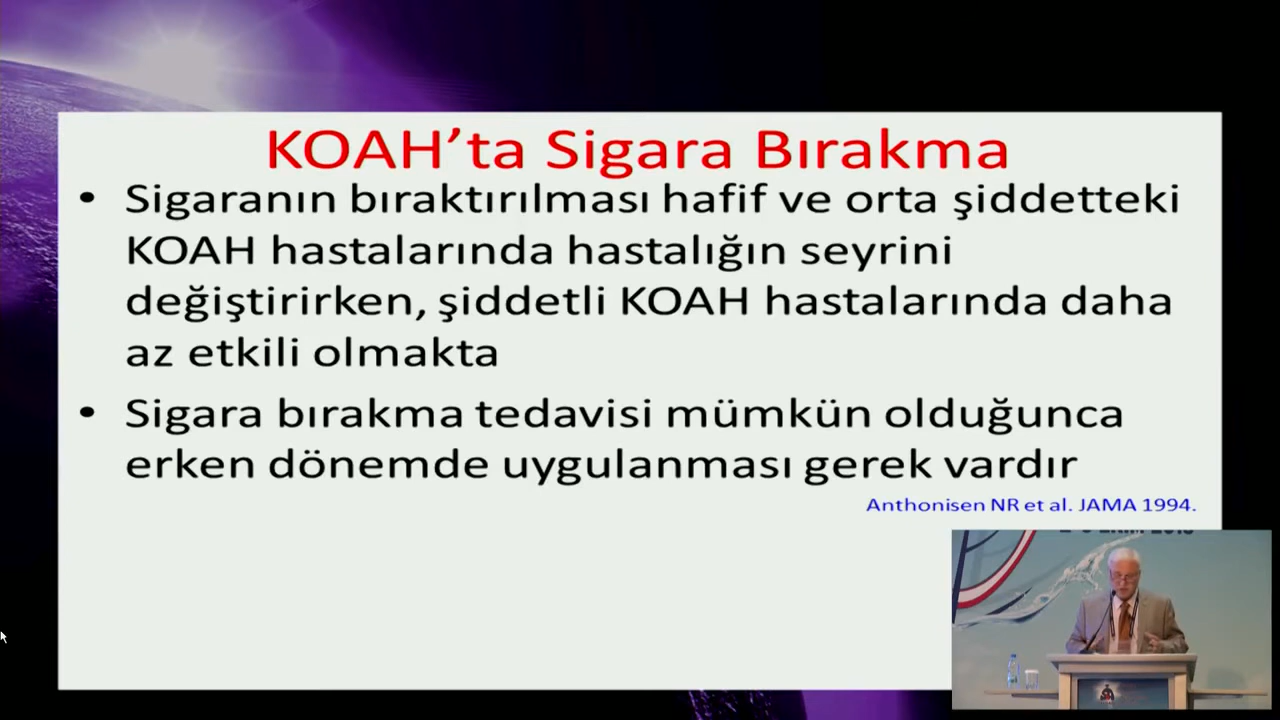 KOAH'ta Sigara Bırakma
• Sigaranın bıraktırılması hafif ve orta şiddetteki
KOAH hastalarında hastalığın seyrini
değiştirirken, şiddetli KOAH hastalarında daha
az etkili olmakta
• Sigara bırakma tedavisi mümkün olduğunca
erken dönemde uygulanması gerek vardır
Anthonisen NR et al. JAMA 1994.